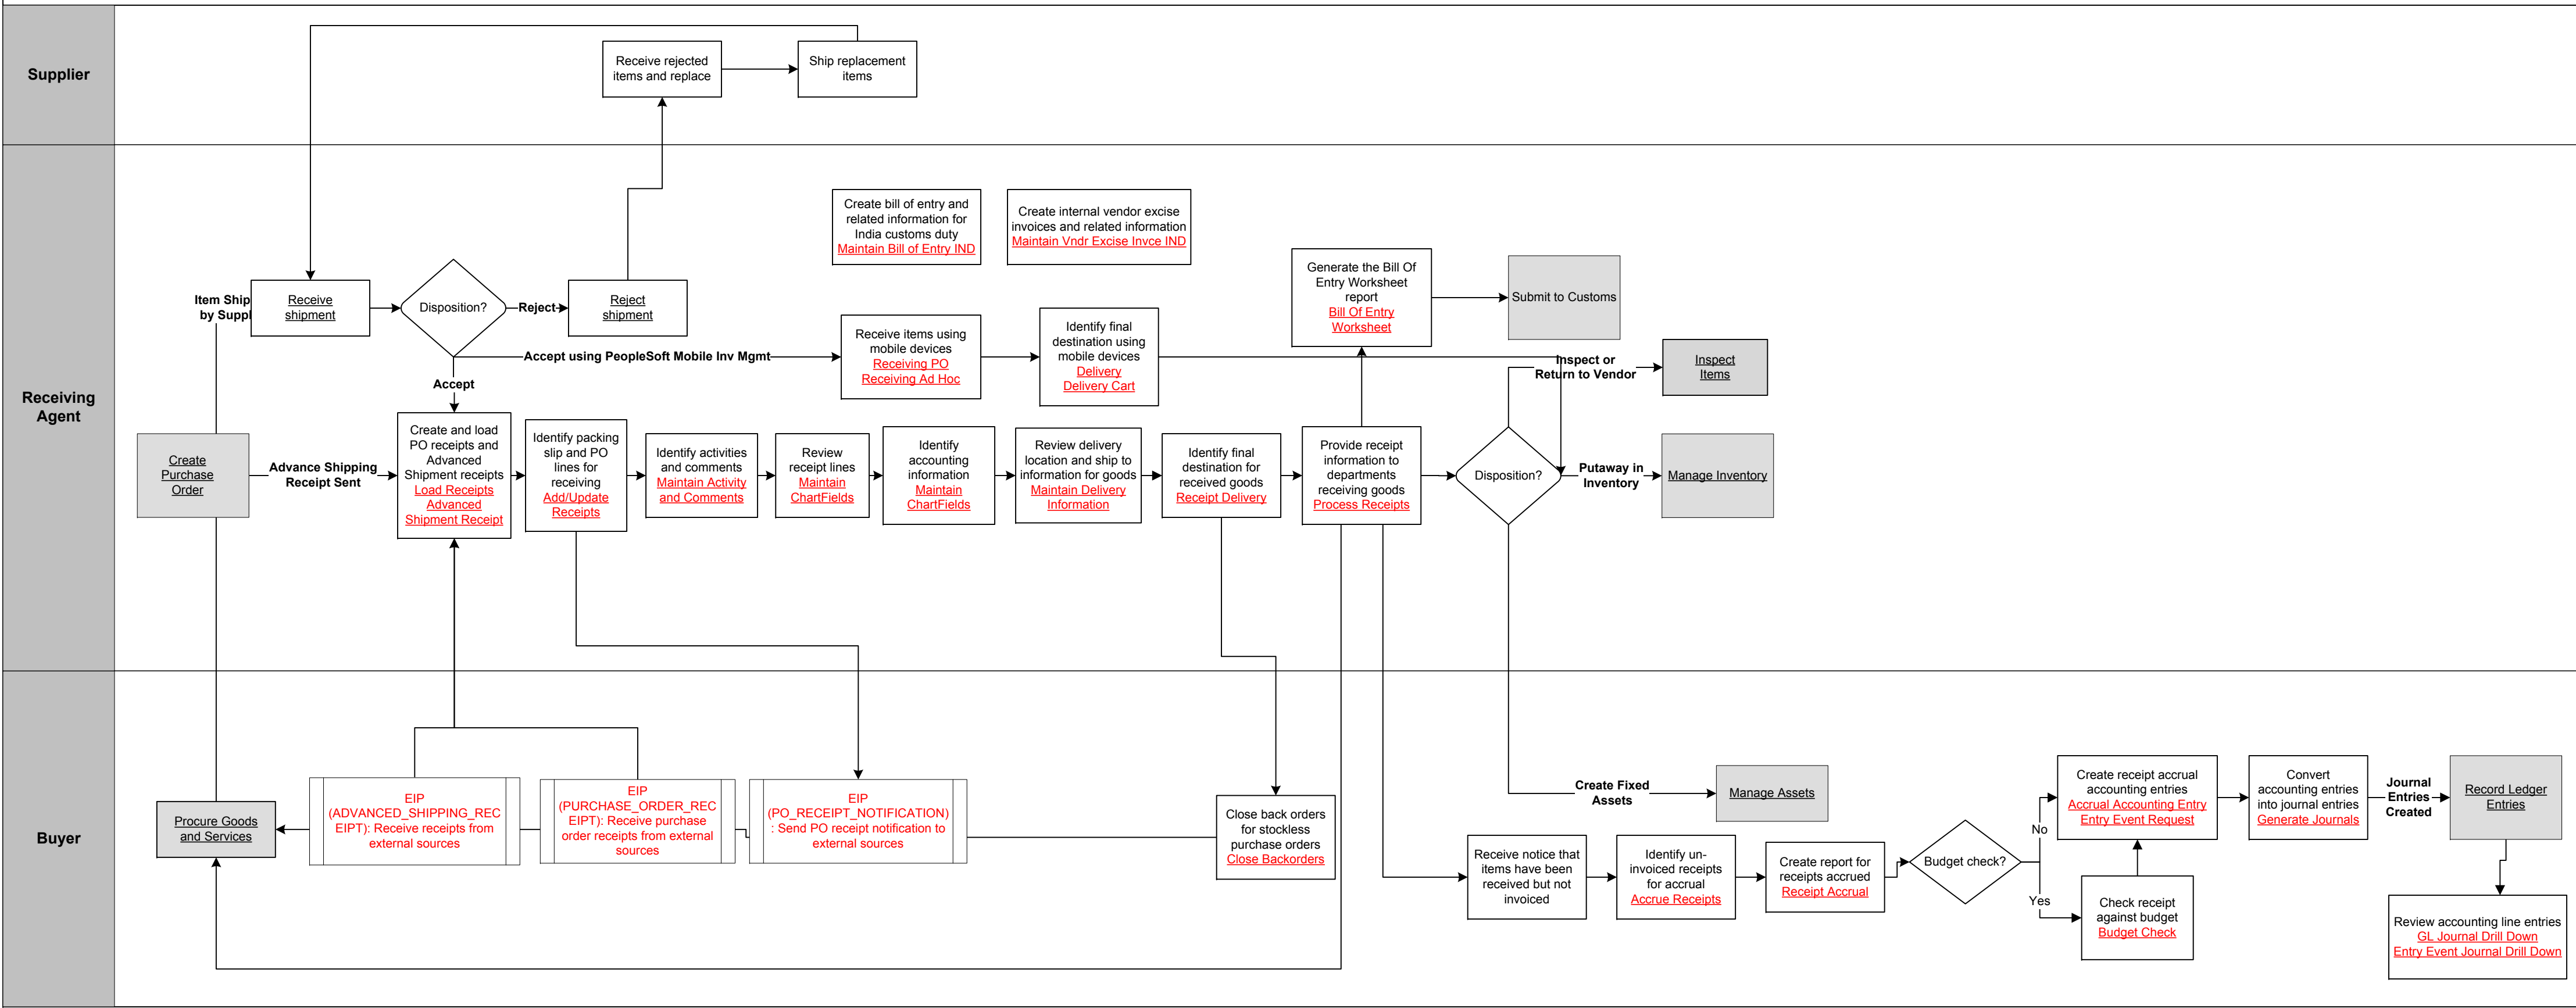 Supplier
Receive rejected
items and replace
Ship replacement
items
Receiving
Agent
Create bill of entry and
related information for
India customs duty
Maintain Bill of Entry IND
Create internal vendor excise
invoices and related information
Maintain Vndr Excise Invce IND
Item Ship
by Suppl
Receive
shipment
Disposition?
Reject
Reject
shipment
Generate the Bill Of
Entry Worksheet
report
Bill Of Entry
Worksheet
Submit to Customs
Accept using PeopleSoft Mobile Inv Mgmt
Receive items using
mobile devices
Receiving PO
Receiving Ad Hoc
Identify final
destination using
mobile devices
Delivery
Delivery Cart
Inspect or
Return to Vendor
Inspect
Items
Accept
Create
Purchase
Order
Advance Shipping
Receipt Sent
Create and load
PO receipts and
Advanced
Shipment receipts
Load Receipts
Advanced
Shipment Receipt
Identify packing
slip and PO
lines for
receiving
Add/Update
Receipts
Identify activities
and comments
Maintain Activity
and Comments
Review
receipt lines
Maintain
ChartFields
Identify
accounting
information
Maintain
ChartFields
Review delivery
location and ship to
information for goods
Maintain Delivery
Information
Identify final
destination for
received goods
Receipt Delivery
Provide receipt
information to
departments
receiving goods
Process Receipts
Disposition?
Putaway in
Inventory
Manage Inventory
Buyer
Procure Goods
and Services
EIP
(ADVANCED_SHIPPING_REC
EIPT): Receive receipts from
external sources
EIP
(PURCHASE_ORDER_REC
EIPT): Receive purchase
order receipts from external
sources
EIP
(PO_RECEIPT_NOTIFICATION)
: Send PO receipt notification to
external sources
Close back orders
for stockless
purchase orders
Close Backorders
Create Fixed
Assets
Manage Assets
Receive notice that
items have been
received but not
invoiced
Identify un-
invoiced receipts
for accrual
Accrue Receipts
Create report for
receipts accrued
Receipt Accrual
Budget check?
No
Yes
Create receipt accrual
accounting entries
Accrual Accounting Entry
Entry Event Request
Check receipt
against budget
Budget Check
Convert
accounting entries
into journal entries
Generate Journals
Journal
Entries
Created
Record Ledger
Entries
Review accounting line entries
GL Journal Drill Down
Entry Event Journal Drill Down